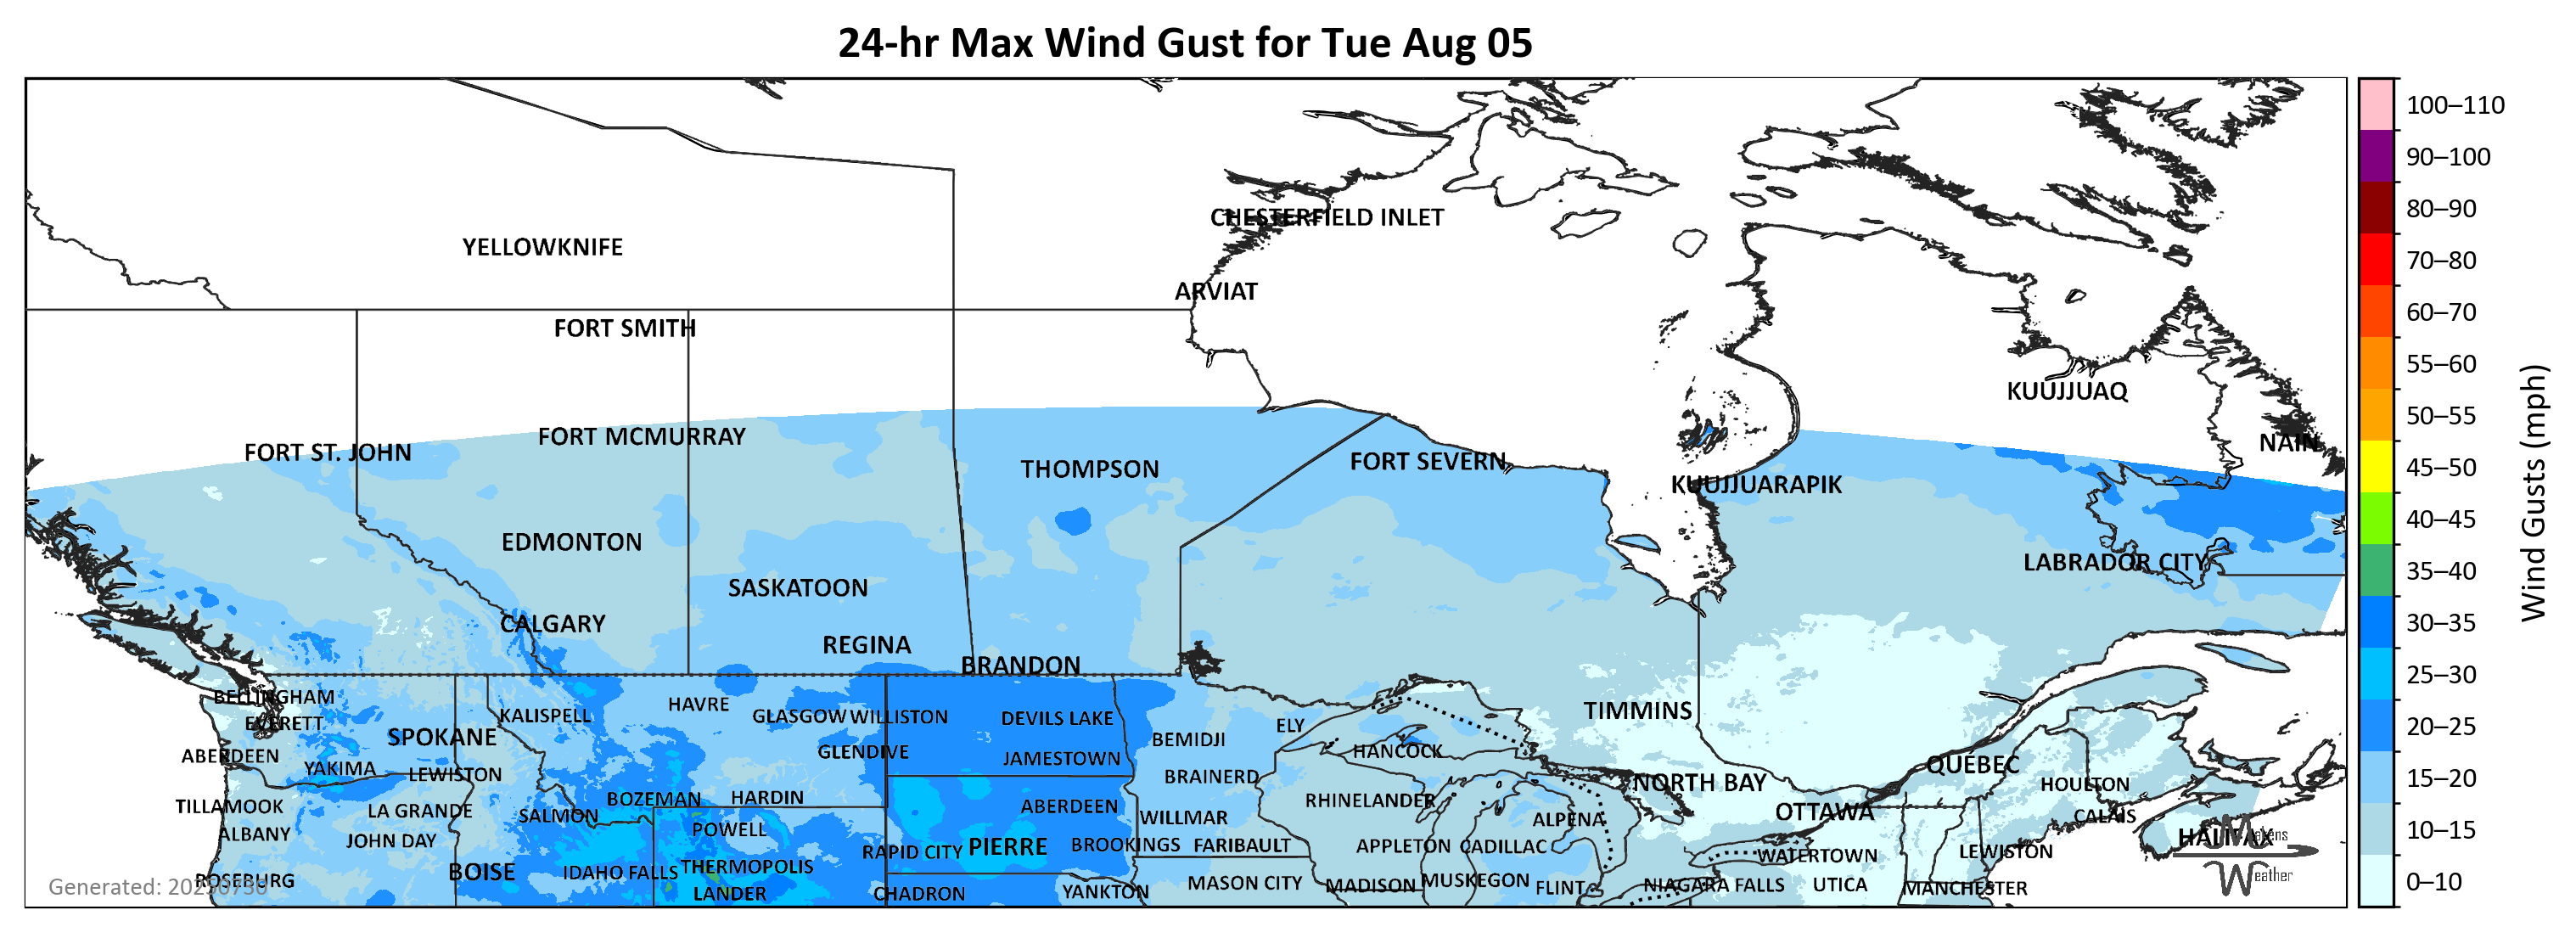 24-hr Max Wind Gust for Tue Aug 05
100–110
90–100
80–90
CHESTERFIELD INLET
YELLOWKNIFE
70–80
ARVIAT
60–70
FORT SMITH
55–60
KUUJJUAQ
50–55
FORT MCMURRAY
NAIN
FORT ST. JOHN
FORT SEVERN
THOMPSON
45–50
KUUJJUARAPIK
40–45
EDMONTON
LABRADOR CITY
35–40
SASKATOON
CALGARY
30–35
REGINA
BRANDON
25–30
BELLINGHAM
HAVRE
TIMMINS
KALISPELL
GLASGOW
WILLISTON
DEVILS LAKE
EVERETT
ELY
20–25
SPOKANE
BEMIDJI
HANCOCK
GLENDIVE
ABERDEEN
JAMESTOWN
QUÉBEC
YAKIMA
LEWISTON
BRAINERD
15–20
NORTH BAY
HOULTON
BOZEMAN
HARDIN
RHINELANDER
TILLAMOOK
ABERDEEN
LA GRANDE
OTTAWA
SALMON
CALAIS
WILLMAR
ALPENA
10–15
POWELL
ALBANY
HALIFAX
JOHN DAY
BROOKINGS
FARIBAULT
APPLETON
CADILLAC
PIERRE
RAPID CITY
LEWISTON
WATERTOWN
THERMOPOLIS
BOISE
IDAHO FALLS
ROSEBURG
MUSKEGON
0–10
MASON CITY
MADISON
NIAGARA FALLS
UTICA
FLINT
MANCHESTER
YANKTON
LANDER
CHADRON
Makens
Weather
Generated:
Wind Gusts (mph)